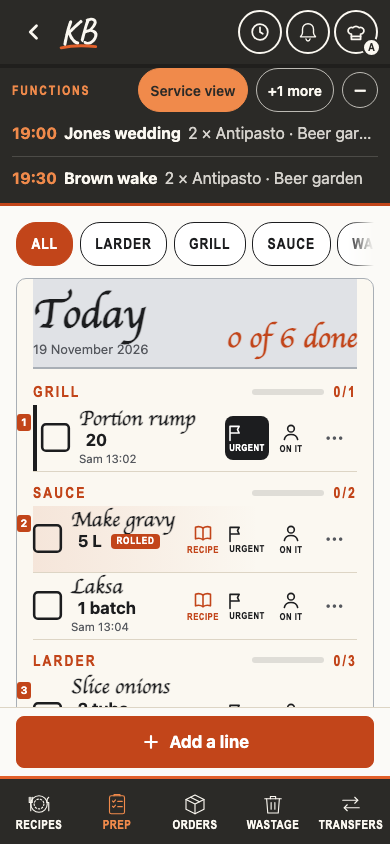 KB
A
FUNCTIONS Service view +1 more
19:00 Jones wedding 2 × Antipasto · Beer gar...
19:30 Brown wake 2 × Antipasto · Beer garden
ALL LARDER GRILL SAUCE
Today
19 November 2026
0 of 6 done
GRILL 0/1
1 Portion rump
20
Sam 13:02
URGENT ON IT
SAUCE 0/2
2 Make gravy
5 L ROLLED
RECIPE URGENT ON IT
Laksa
1 batch
Sam 13:04
RECIPE URGENT ON IT
LARDER 0/3
3 Slice onions
+ Add a line
RECIPES PREP ORDERS WASTAGE TRANSFERS